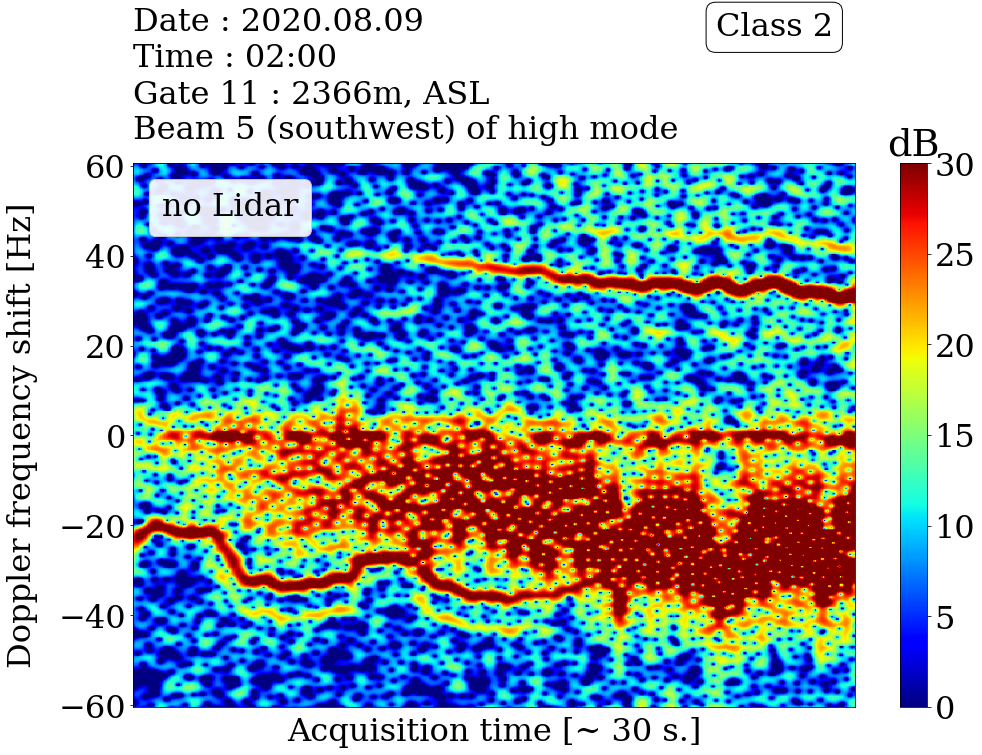 Date : 2020.08.09
Time : 02:00
Gate 11 : 2366m, ASL
Beam 5 (southwest) of high mode
Class 2
dB
no Lidar
60
40
20
0
−20
−40
−60
Doppler frequency shift [Hz]
Acquisition time [~ 30 s.]
30
25
20
15
10
5
0